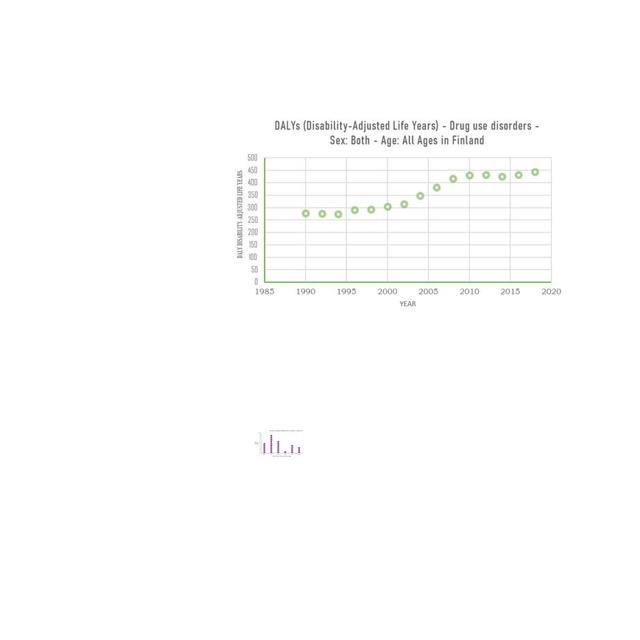 DALYs (Disability-Adjusted Life Years) - Drug use disorders -
Sex: Both - Age: All Ages in Finland
DALY DISABILITY-ADJUSTED LIFE YEARS
500
450
400
350
300
250
200
150
100
50
0
1985 1990 1995 2000 2005 2010 2015 2020
YEAR